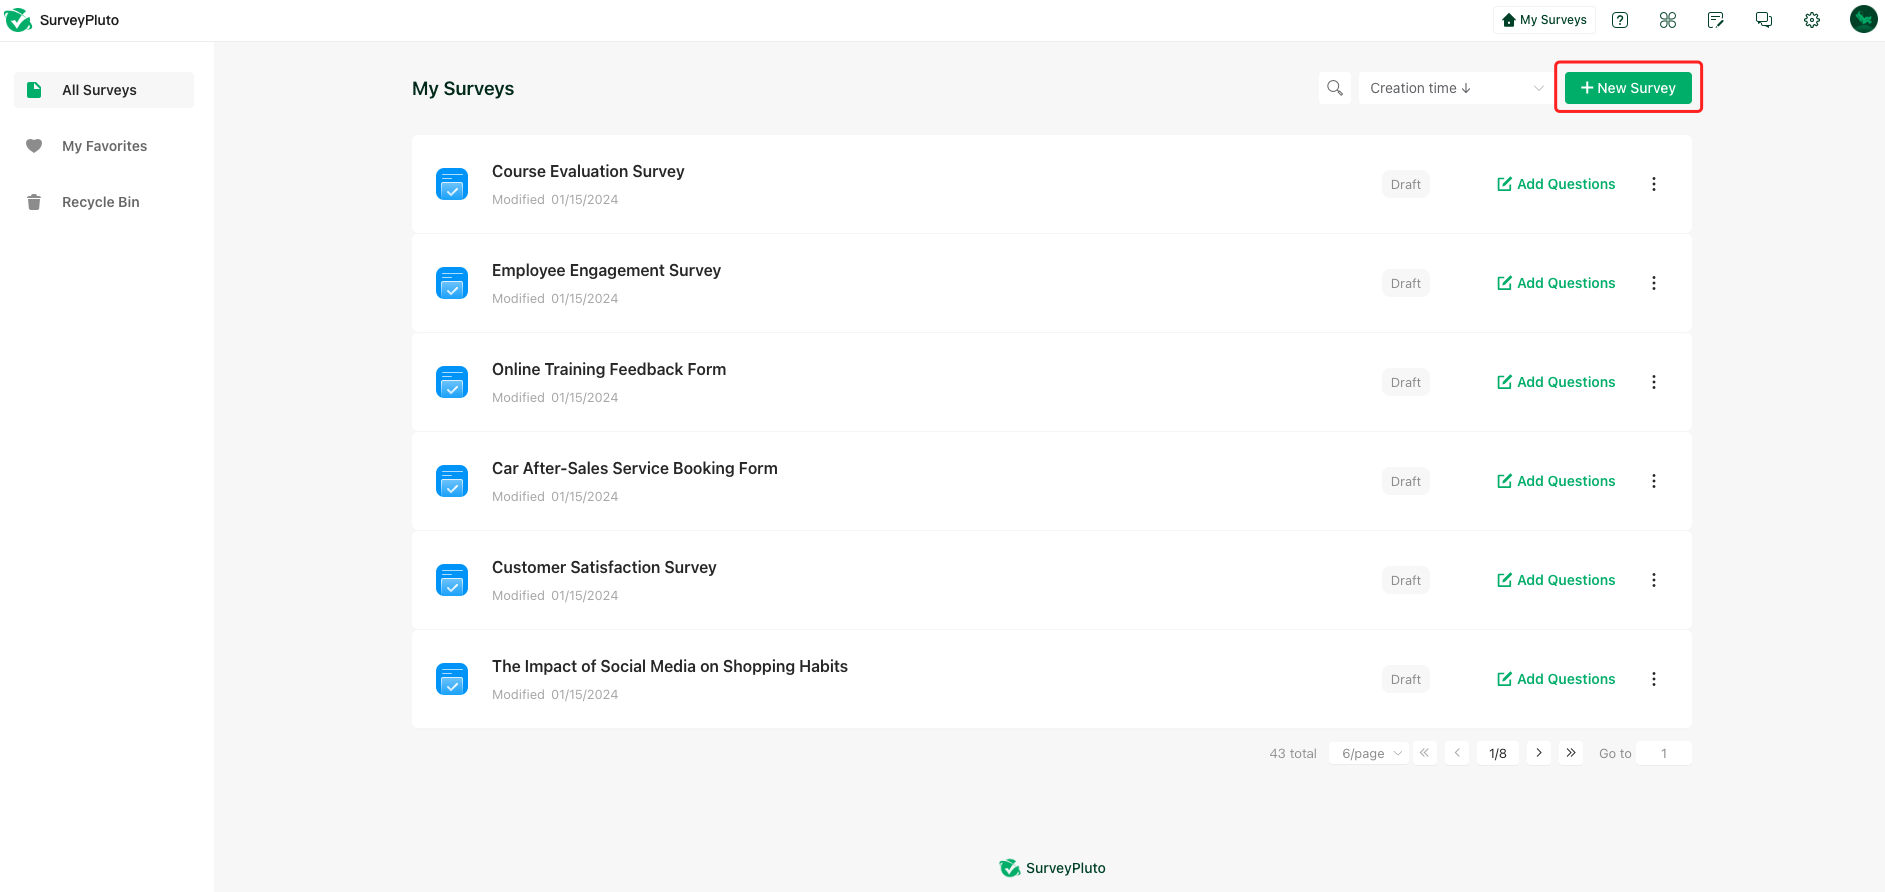 SurveyPluto
My Surveys
All Surveys
My Favorites
Recycle Bin
My Surveys
Creation time ↓
+ New Survey
Course Evaluation Survey
Modified 01/15/2024
Draft
Add Questions
Employee Engagement Survey
Modified 01/15/2024
Draft
Add Questions
Online Training Feedback Form
Modified 01/15/2024
Draft
Add Questions
Car After-Sales Service Booking Form
Modified 01/15/2024
Draft
Add Questions
Customer Satisfaction Survey
Modified 01/15/2024
Draft
Add Questions
The Impact of Social Media on Shopping Habits
Modified 01/15/2024
Draft
Add Questions
43 total 6/page 1/8 Go to 1
SurveyPluto